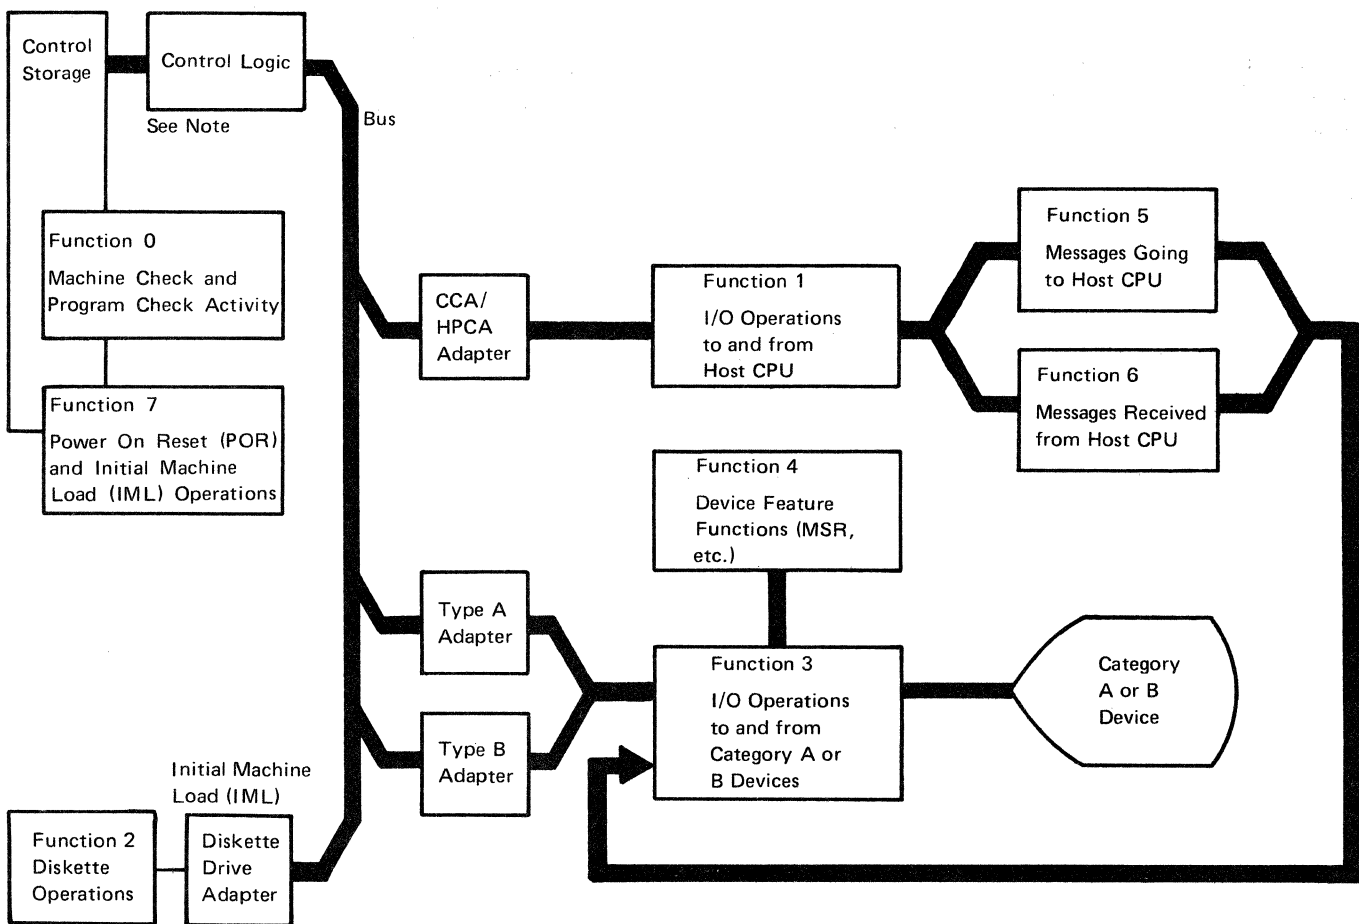 Control
Storage
Control Logic
See Note
Bus
Function 0
Machine Check and
Program Check Activity
Function 7
Power On Reset (POR)
and Initial Machine
Load (IML) Operations
CCA/
HPCA
Adapter
Function 1
I/O Operations
to and from
Host CPU
Function 5
Messages Going
to Host CPU
Function 6
Messages Received
from Host CPU
Function 4
Device Feature
Functions (MSR,
etc.)
Type A
Adapter
Type B
Adapter
Function 3
I/O Operations
to and from
Category A or
B Devices
Category
A or B
Device
Initial Machine
Load (IML)
Function 2
Diskette
Operations
Diskette
Drive
Adapter